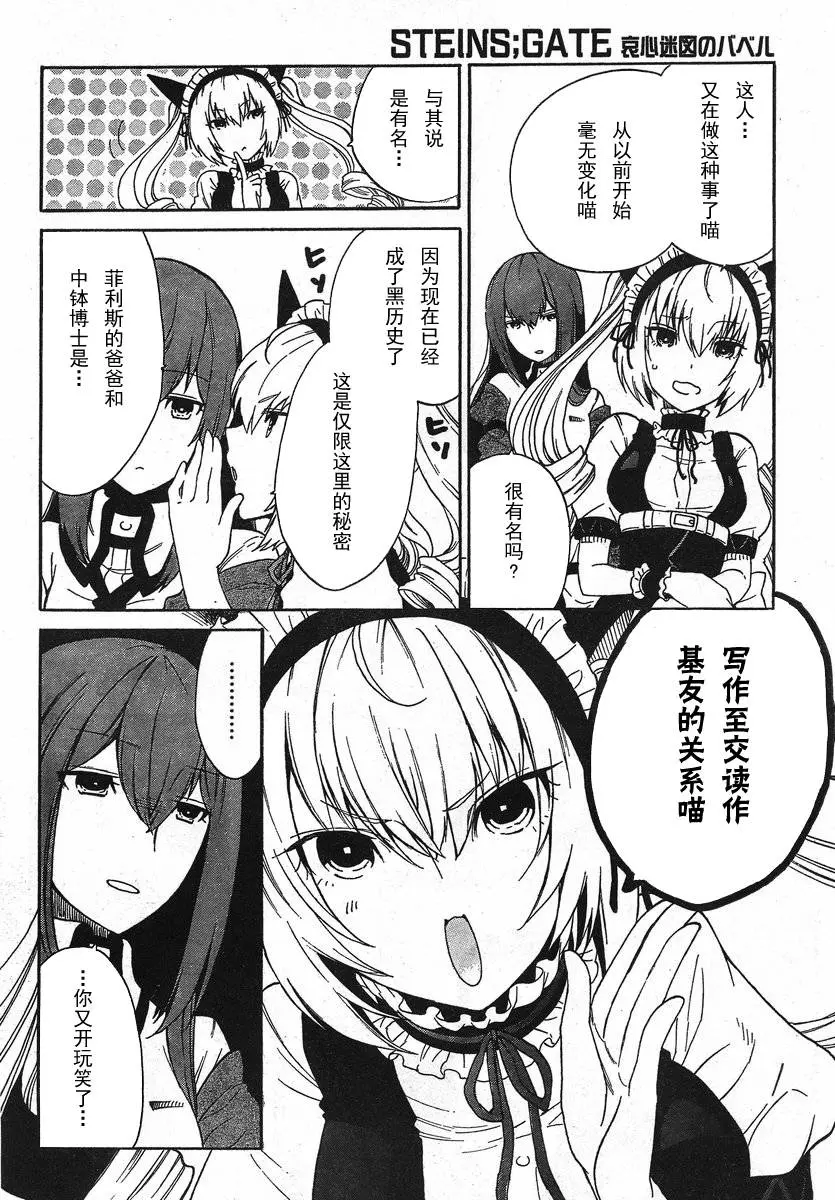 STEINS;GATE 哀心迷図のバベル
这人…
又在做这种事了喵
从以前开始
毫无变化喵
很有名吗?
与其说
是有名…
因为现在已经
成了黑历史了
这是仅限这里的秘密
ヒソ
ヒソ
菲利斯的爸爸和
中钵博士是…
写作至交读作
基友的关系喵
…………
…你又开玩笑了…